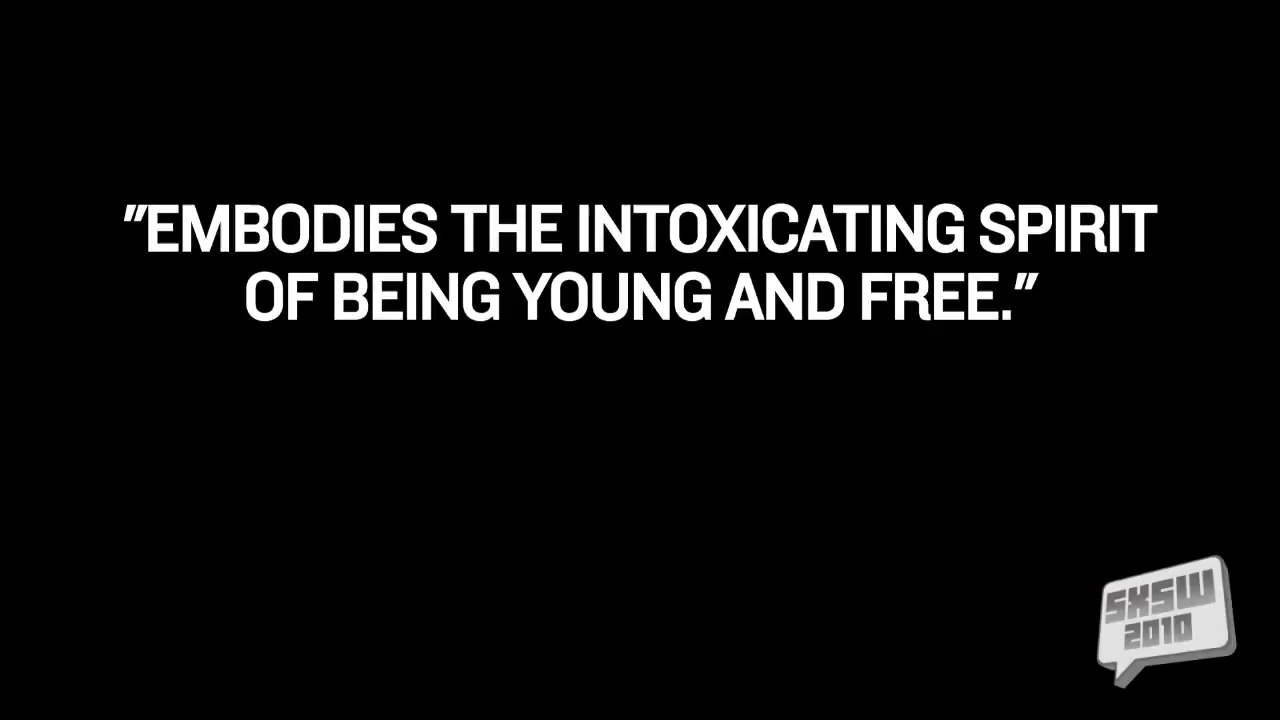 "EMBODIES THE INTOXICATING SPIRIT
OF BEING YOUNG AND FREE."
SXSW
2010